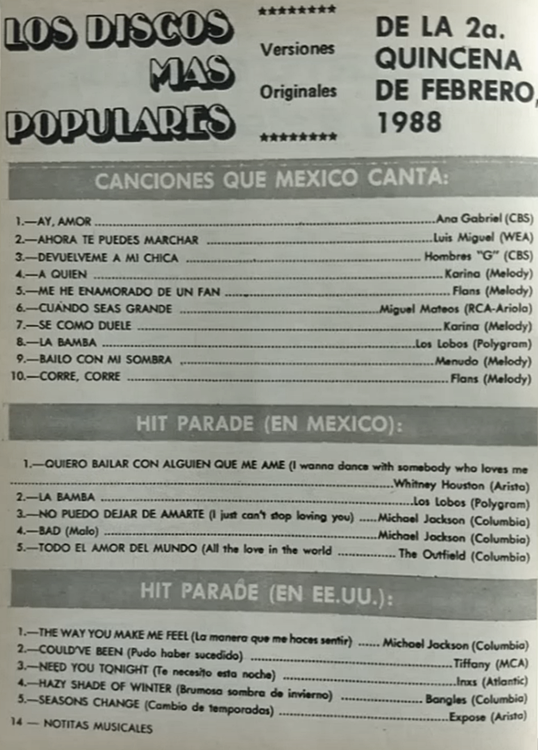 LOS DISCOS
MAS
POPULARES
********
Versiones
Originales
********
DE LA 2a.
QUINCENA
DE FEBRERO,
1988
CANCIONES QUE MEXICO CANTA:
1.—AY, AMOR ........ Ana Gabriel (CBS)
2.—AHORA TE PUEDES MARCHAR ........ Luis Miguel (WEA)
3.—DEVUELVEME A MI CHICA ........ Hombres "G" (CBS)
4.—A QUIEN ........ Karina (Melody)
5.—ME HE ENAMORADO DE UN FAN ........ Flans (Melody)
6.—CUÁNDO SEAS GRANDE ........ Miguel Mateos (RCA-Ariola)
7.—SE COMO DUELE ........ Karina (Melody)
8.—LA BAMBA ........ Los Lobos (Polygram)
9.—BAILO CON MI SOMBRA ........ Menudo (Melody)
10.—CORRE, CORRE ........ Flans (Melody)
HIT PARADE (EN MEXICO):
1.—QUIERO BAILAR CON ALGUIEN QUE ME AME (I wanna dance with somebody who loves me
........ Whitney Houston (Arista)
2.—LA BAMBA ........ Los Lobos (Polygram)
3.—NO PUEDO DEJAR DE AMARTE (I just can't stop loving you) ..... Michael Jackson (Columbia)
4.—BAD (Malo) ........ Michael Jackson (Columbia)
5.—TODO EL AMOR DEL MUNDO (All the love in the world ........ The Outfield (Columbia)
HIT PARADE (EN EE.UU.):
1.—THE WAY YOU MAKE ME FEEL (La manera que me haces sentir) ...... Michael Jackson (Columbia)
2.—COULD'VE BEEN (Pudo haber sucedido) ........ Tiffany (MCA)
3.—NEED YOU TONIGHT (Te necesito esta noche) ........ Inxs (Atlantic)
4.—HAZY SHADE OF WINTER (Brumosa sombra de invierno) ........ Bangles (Columbia)
5.—SEASONS CHANGE (Cambio de temporadas) ........ Expose (Arista)
14 — NOTITAS MUSICALES